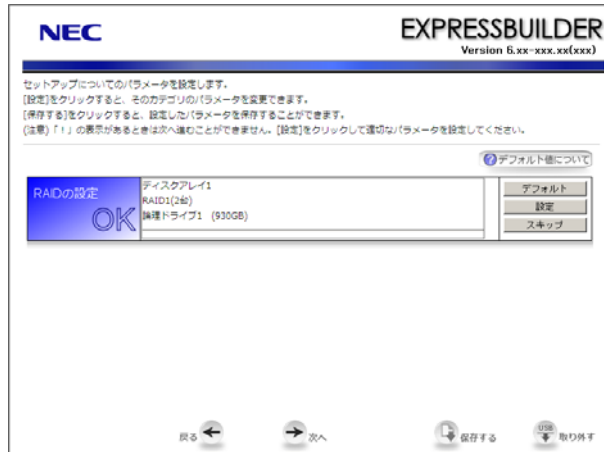 NEC
EXPRESSBUILDER
Version 6.xx-xxx.xx(xxx)
セットアップについてのパラメータを設定します。
[設定]をクリックすると、そのカテゴリのパラメータを変更できます。
[保存する]をクリックすると、設定したパラメータを保存することができます。
(注意)「！」の表示があるときは次へ進むことができません。[設定]をクリックして適切なパラメータを設定してください。
?デフォルト値について
RAIDの設定
OK
ディスクアレイ1
RAID1(2台)
論理ドライブ1 (930GB)
デフォルト
設定
スキップ
戻る
次へ
保存する
USB
取り外す